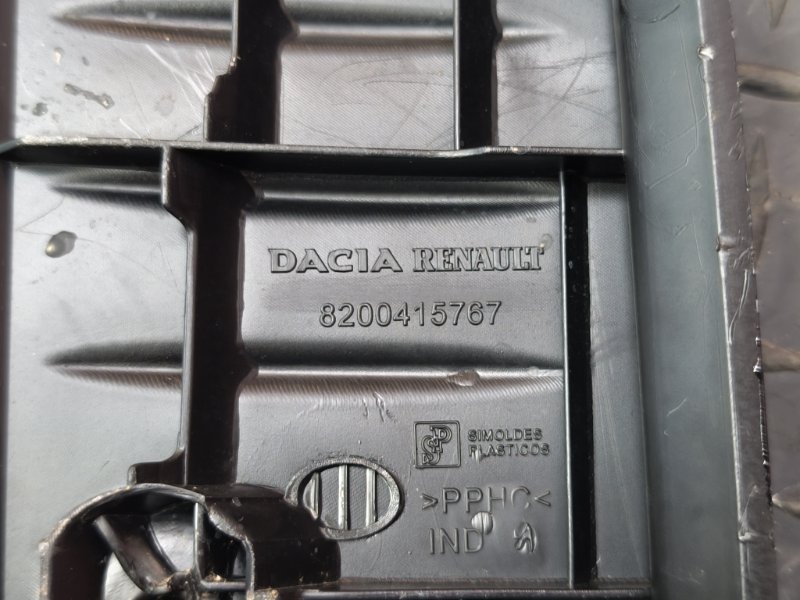 DACIA RENAULT
8200415767
SIMOLDES
PLASTICOS
>PPHC<
IND